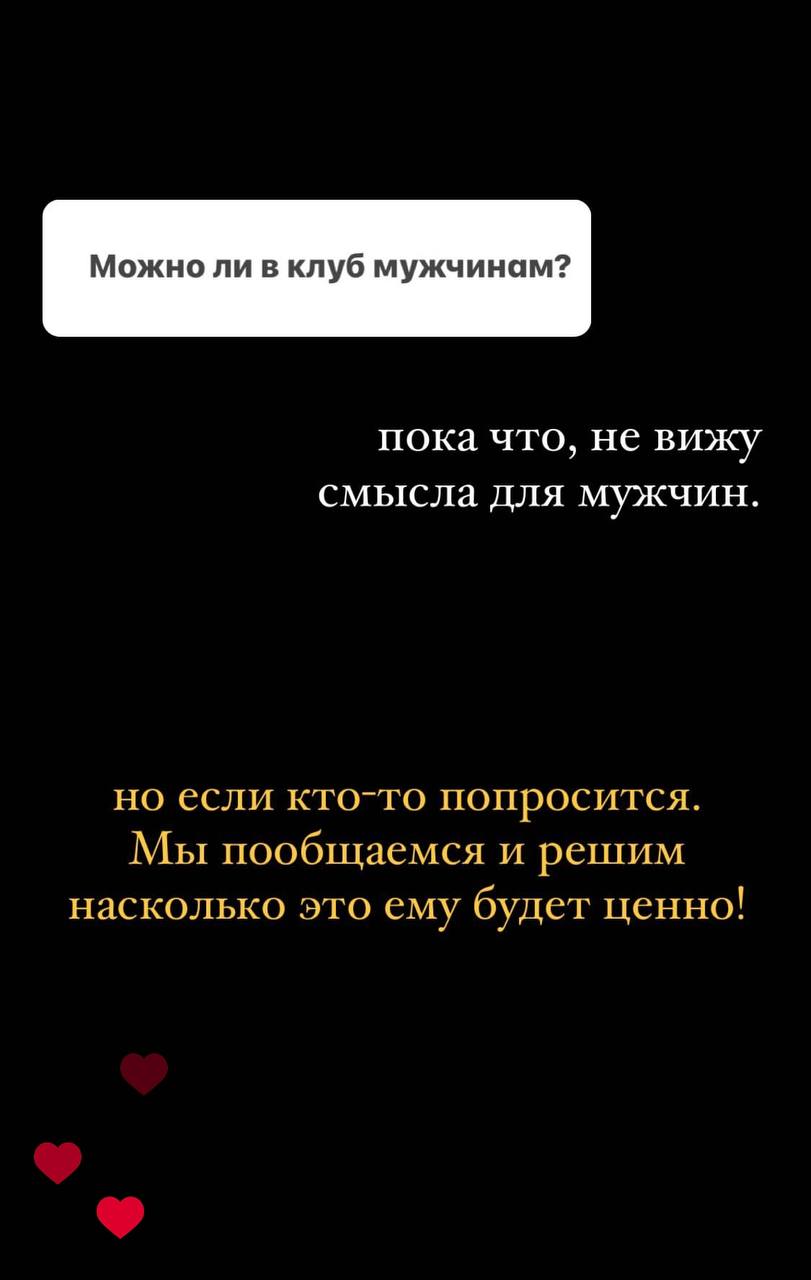 Можно ли в клуб мужчинам?
пока что, не вижу
смысла для мужчин.
но если кто-то попросится.
Мы пообщаемся и решим
насколько это ему будет ценно!